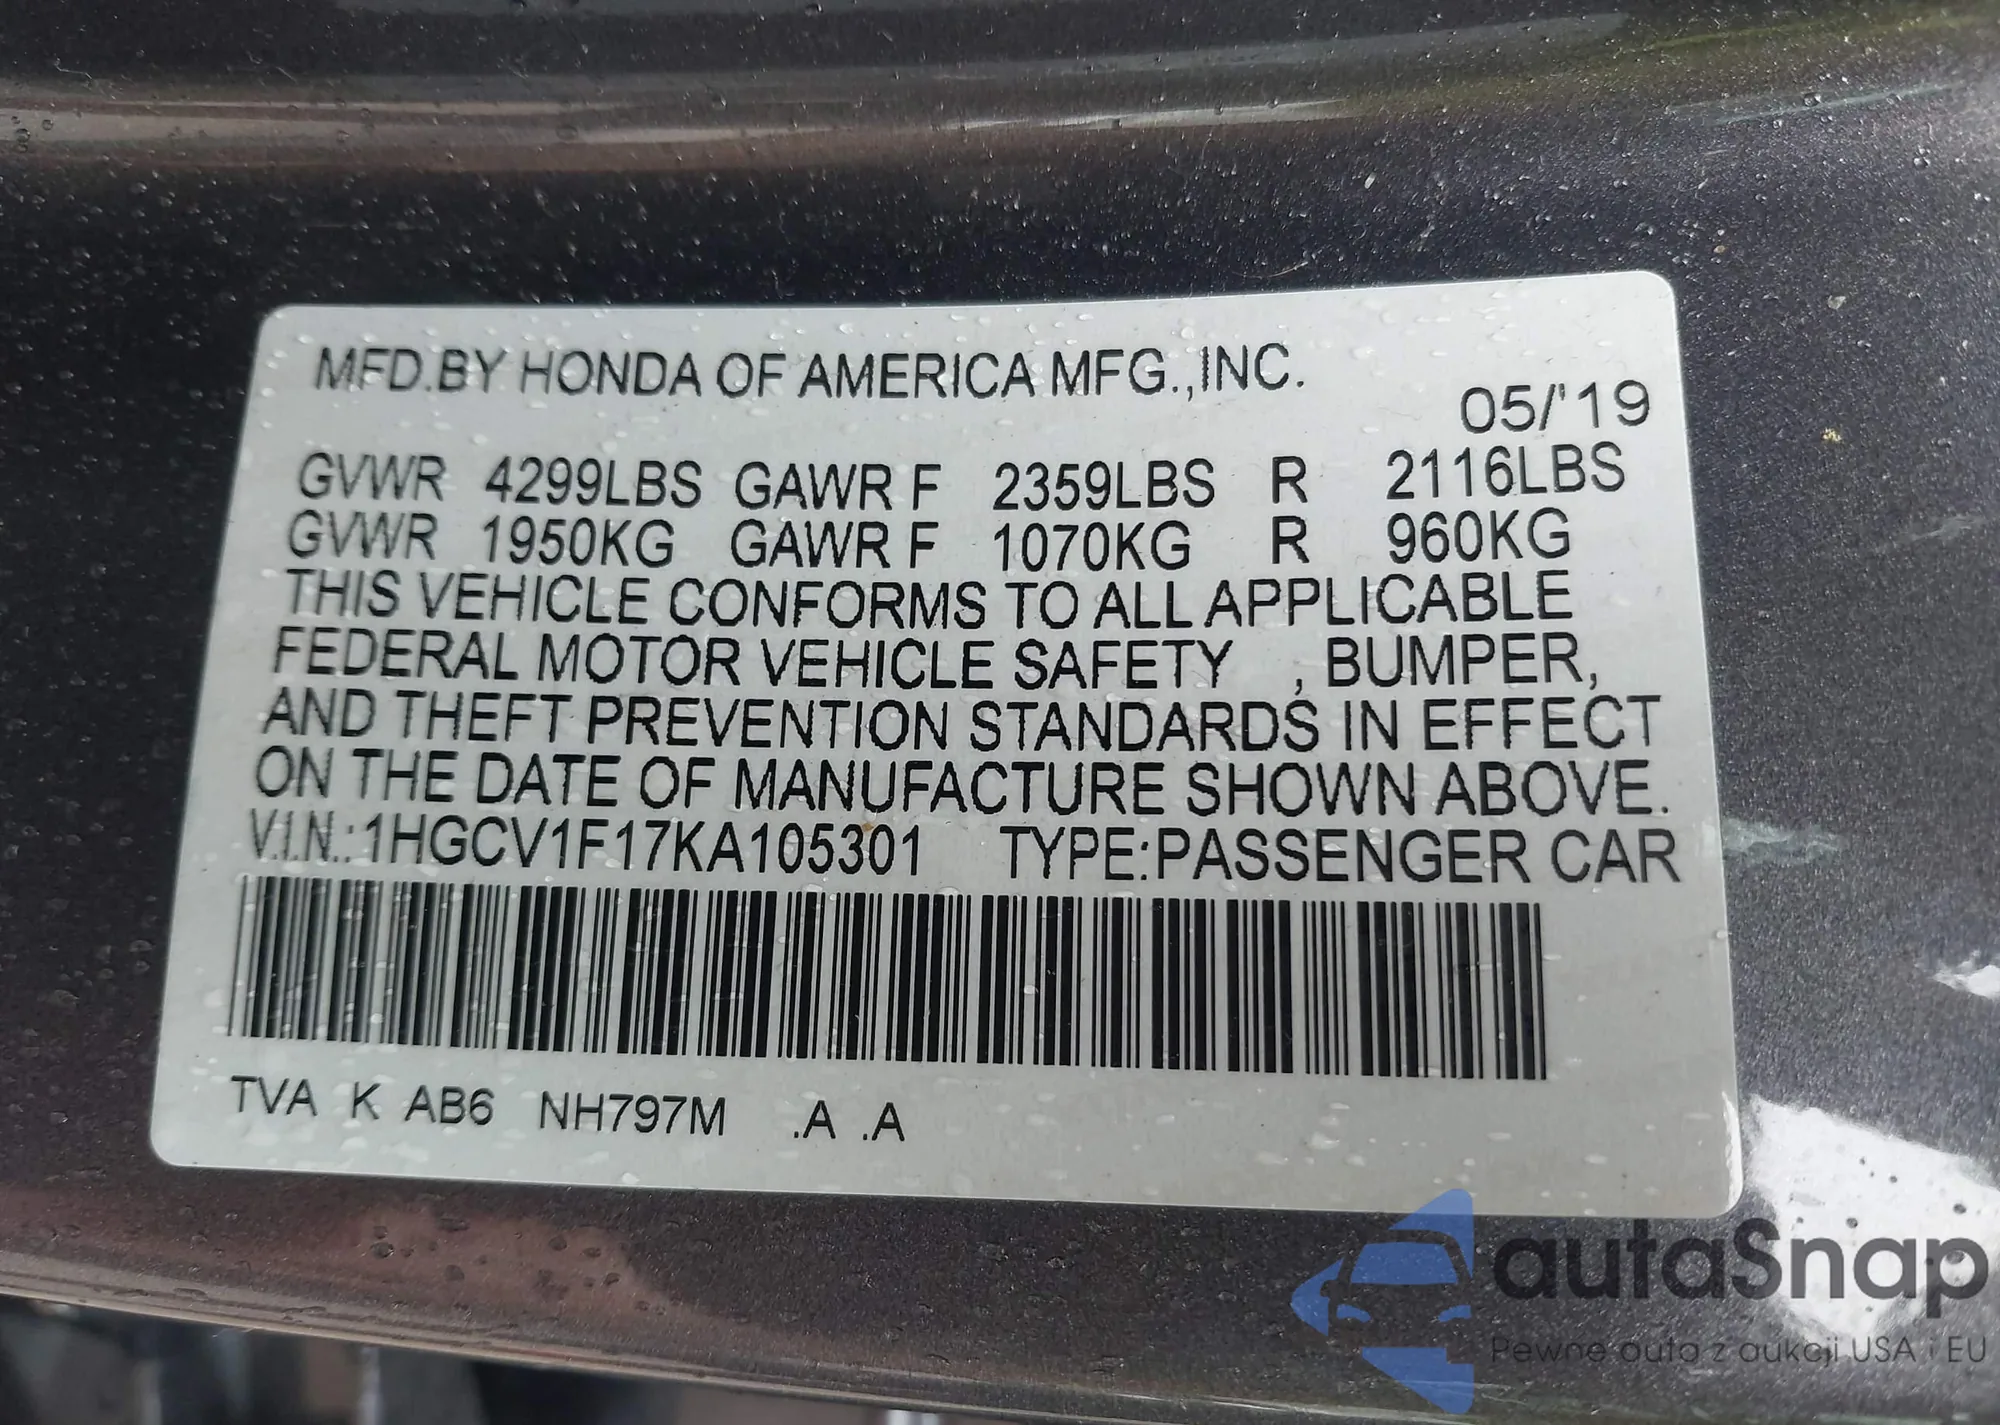 MFD.BY HONDA OF AMERICA MFG.,INC.
05/'19
GVWR 4299LBS GAWR F 2359LBS R 2116LBS
GVWR 1950KG GAWR F 1070KG R 960KG
THIS VEHICLE CONFORMS TO ALL APPLICABLE
FEDERAL MOTOR VEHICLE SAFETY , BUMPER,
AND THEFT PREVENTION STANDARDS IN EFFECT
ON THE DATE OF MANUFACTURE SHOWN ABOVE.
V.I.N.:1HGCV1F17KA105301 TYPE:PASSENGER CAR
TVA K AB6 NH797M .A .A
autaSnap
Pewne auta z aukcji USA i EU